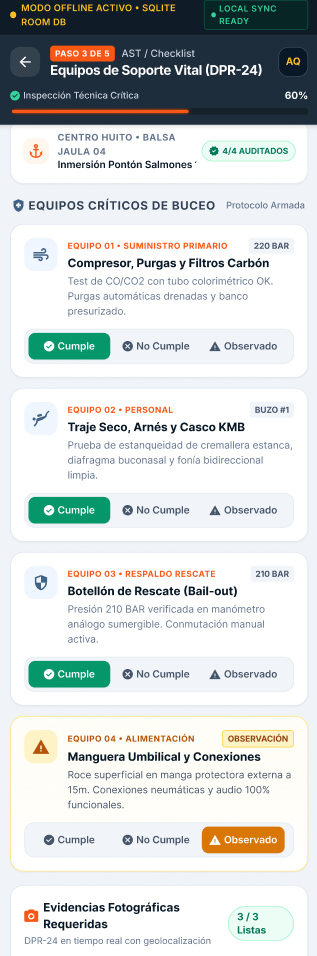 MODO OFFLINE ACTIVO • SQLITE
ROOM DB
LOCAL SYNC
READY
PASO 3 DE 5 AST / Checklist
Equipos de Soporte Vital (DPR-24)
AQ
Inspección Técnica Crítica 60%
CENTRO HUITO • BALSA
JAULA 04
Inmersión Pontón Salmones
4/4 AUDITADOS
EQUIPOS CRÍTICOS DE BUCEO Protocolo Armada
EQUIPO 01 • SUMINISTRO PRIMARIO 220 BAR
Compresor, Purgas y Filtros Carbón
Test de CO/CO2 con tubo colorimétrico OK.
Purgas automáticas drenadas y banco
presurizado.
Cumple No Cumple Observado
EQUIPO 02 • PERSONAL BUZO #1
Traje Seco, Arnés y Casco KMB
Prueba de estanqueidad de cremallera estanca,
diafragma buconasal y fonía bidireccional
limpia.
Cumple No Cumple Observado
EQUIPO 03 • RESPALDO RESCATE 210 BAR
Botellón de Rescate (Bail-out)
Presión 210 BAR verificada en manómetro
análogo sumergible. Conmutación manual
activa.
Cumple No Cumple Observado
EQUIPO 04 • ALIMENTACIÓN OBSERVACIÓN
Manguera Umbilical y Conexiones
Roce superficial en manga protectora externa a
15m. Conexiones neumáticas y audio 100%
funcionales.
Cumple No Cumple Observado
Evidencias Fotográficas
Requeridas
3 / 3
Listas
DPR-24 en tiempo real con geolocalización